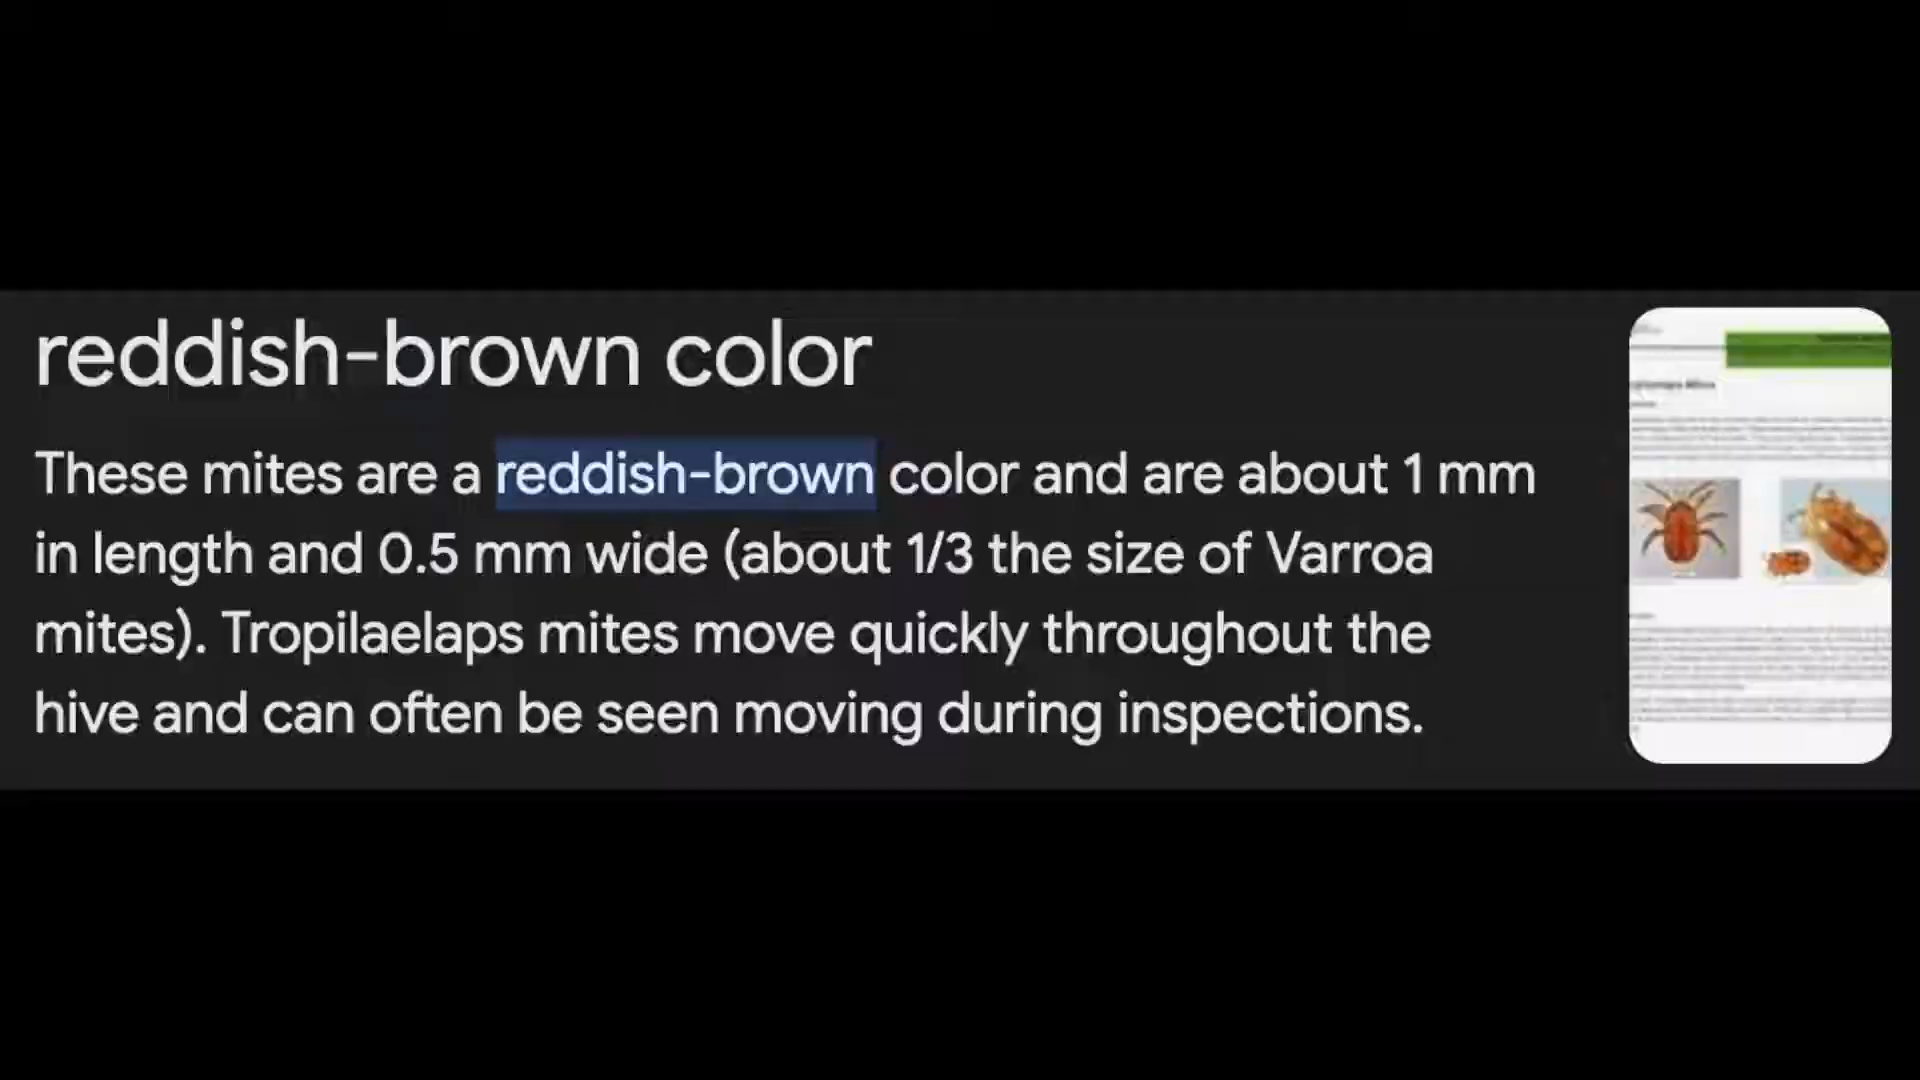 reddish-brown color
These mites are a reddish-brown color and are about 1 mm
in length and 0.5 mm wide (about 1/3 the size of Varroa
mites). Tropilaelaps mites move quickly throughout the
hive and can often be seen moving during inspections.